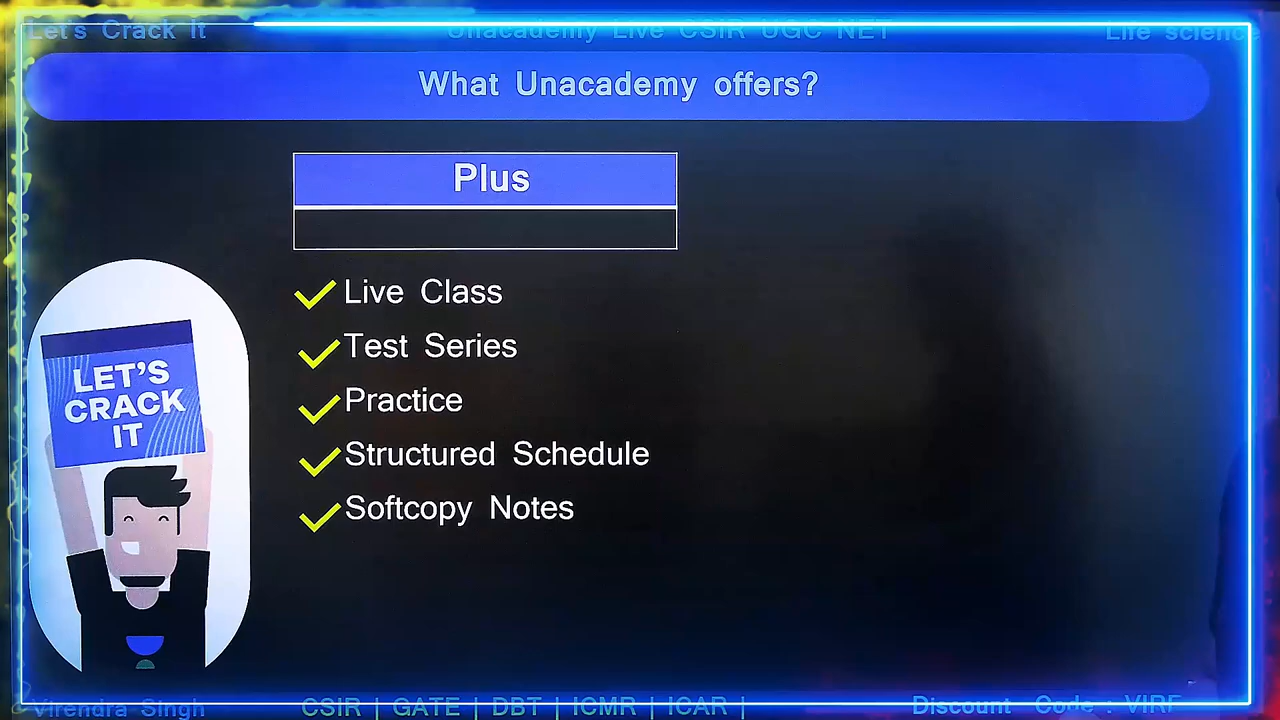 Let's Crack It
Unacademy Live CSIR UGC NET
Life science
What Unacademy offers?
Plus
LET'S
CRACK
IT
Live Class
Test Series
Practice
Structured Schedule
Softcopy Notes
Virendra Singh
CSIR | GATE | DBT | ICMR | ICAR |
Discount Code :